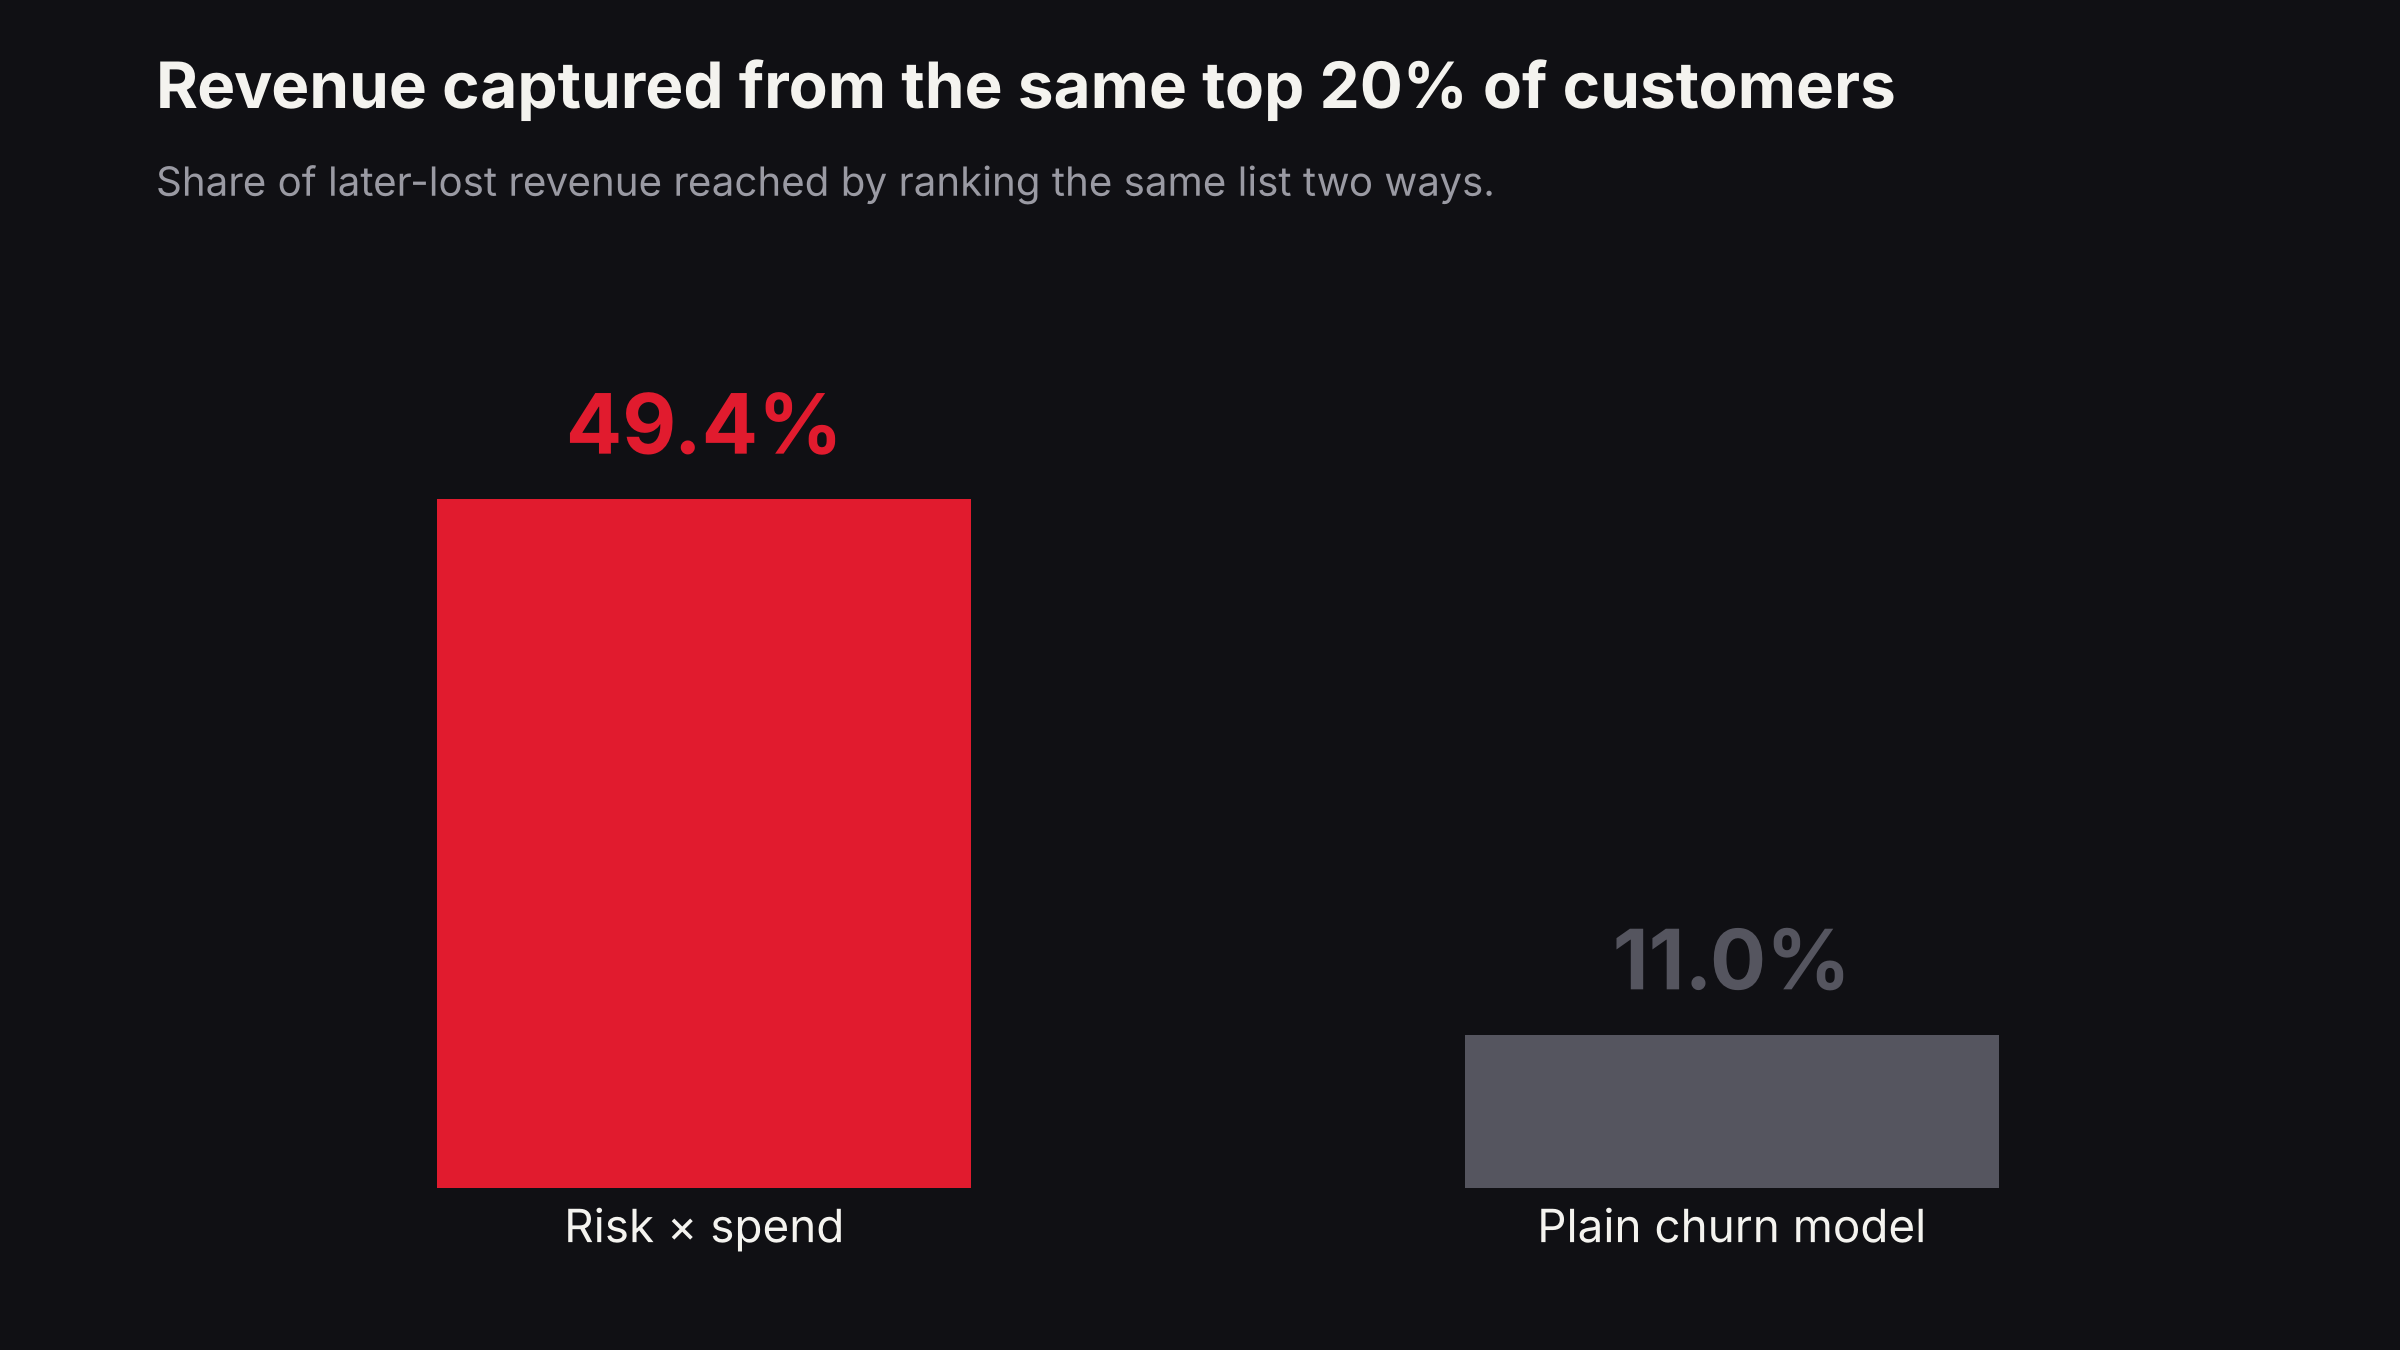 Revenue captured from the same top 20% of customers
Share of later-lost revenue reached by ranking the same list two ways.
49.4%
11.0%
Risk × spend
Plain churn model